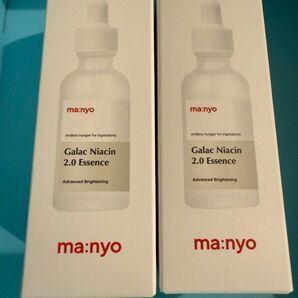 ma:nyo
endless hunger for ingredients
Galac Niacin
2.0 Essence
Advanced Brightening
ma:nyo
ma:nyo
endless hunger for ingredients
Galac Niacin
2.0 Essence
Advanced Brightening
ma:nyo